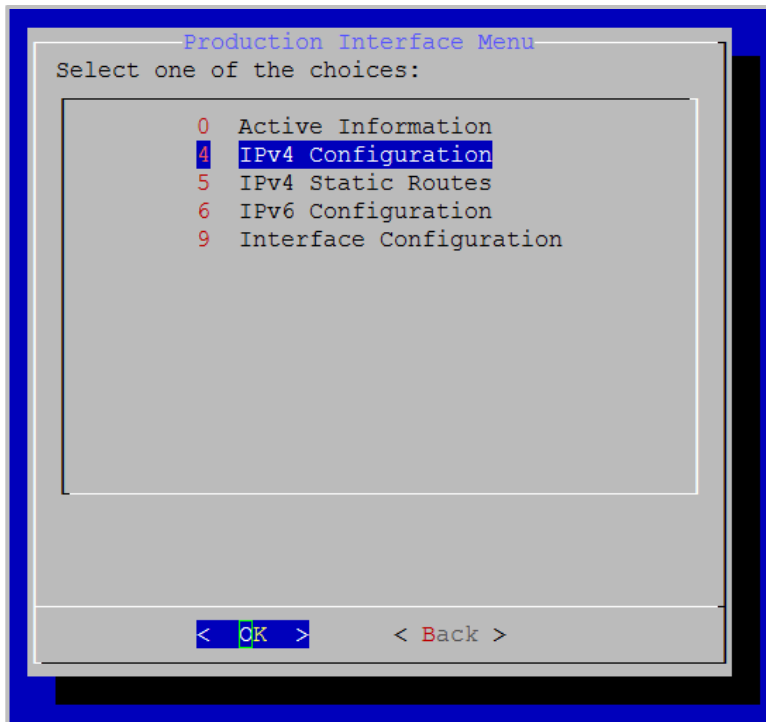 Production Interface Menu
Select one of the choices:
0 Active Information
4 IPv4 Configuration
5 IPv4 Static Routes
6 IPv6 Configuration
9 Interface Configuration
< OK > < Back >